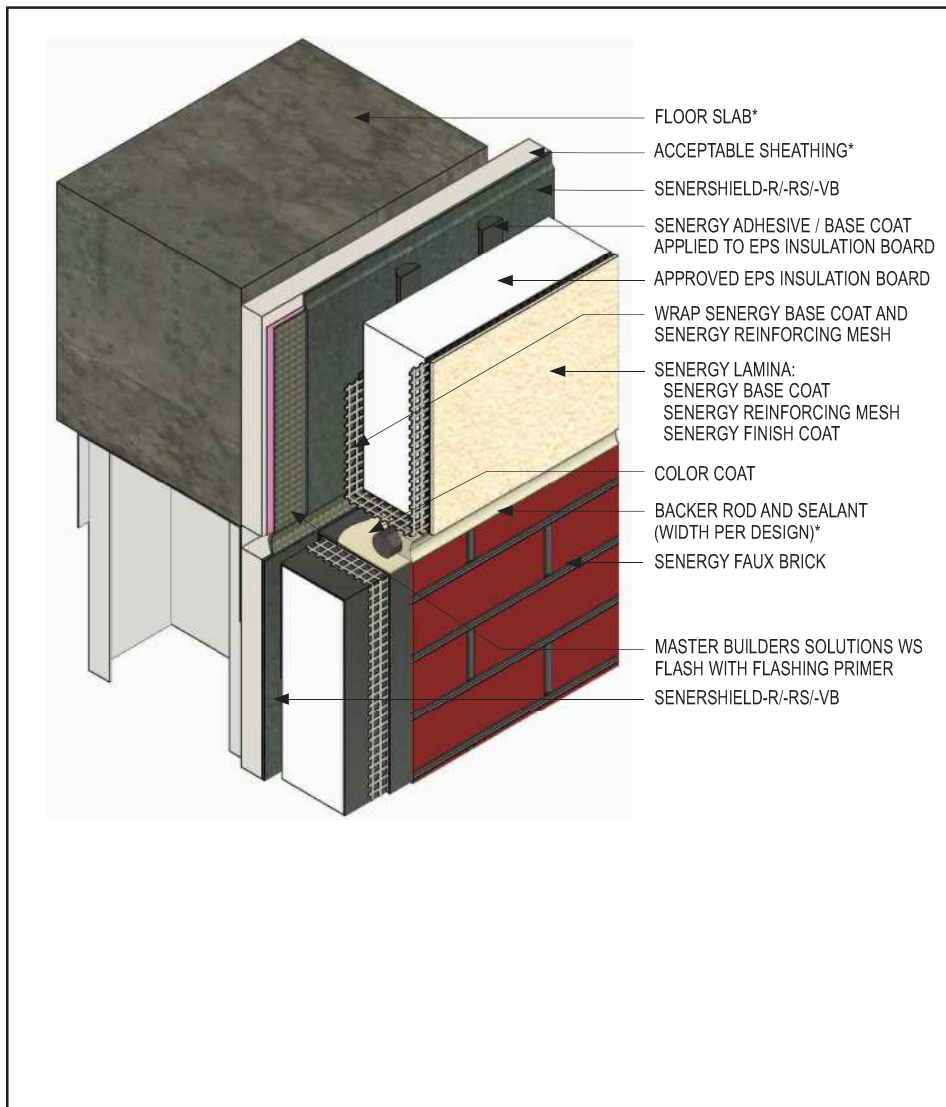 FLOOR SLAB*
ACCEPTABLE SHEATHING*
SENERSHIELD-R/-RS/-VB
SENERGY ADHESIVE / BASE COAT
APPLIED TO EPS INSULATION BOARD
APPROVED EPS INSULATION BOARD
WRAP SENERGY BASE COAT AND
SENERGY REINFORCING MESH
SENERGY LAMINA:
SENERGY BASE COAT
SENERGY REINFORCING MESH
SENERGY FINISH COAT
COLOR COAT
BACKER ROD AND SEALANT
(WIDTH PER DESIGN)*
SENERGY FAUX BRICK
MASTER BUILDERS SOLUTIONS WS
FLASH WITH FLASHING PRIMER
SENERSHIELD-R/-RS/-VB